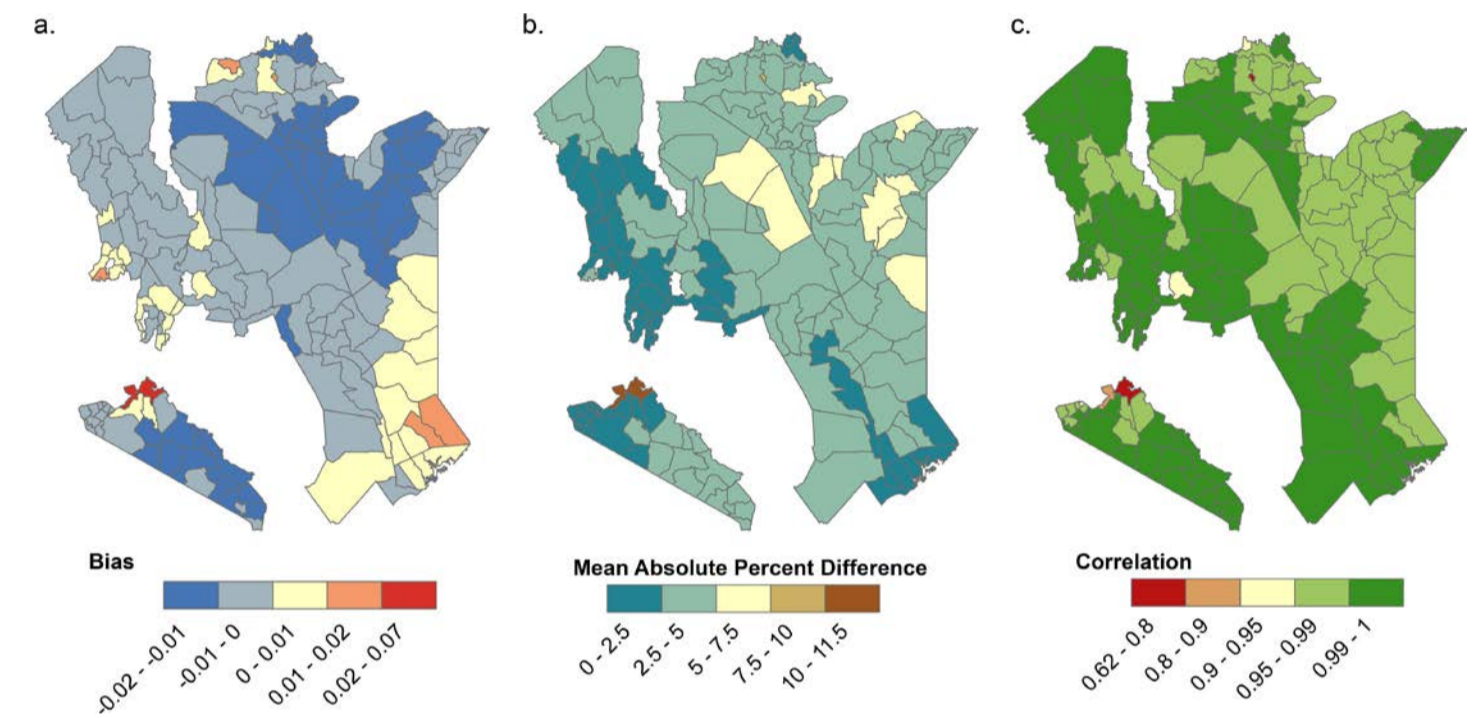 a.
b.
c.
Bias
-0.02 - -0.01
-0.01 - 0
0 - 0.01
0.01 - 0.02
0.02 - 0.07
Mean Absolute Percent Difference
0 - 2.5
2.5 - 5
5 - 7.5
7.5 - 10
10 - 11.5
Correlation
0.62 - 0.8
0.8 - 0.9
0.9 - 0.95
0.95 - 0.99
0.99 - 1